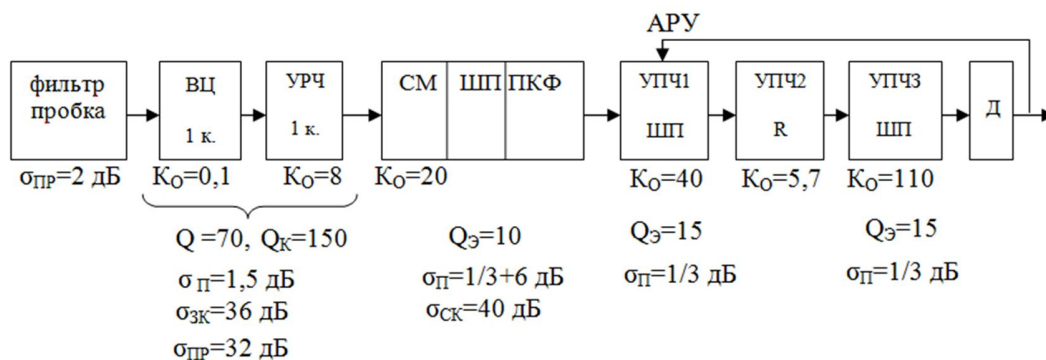 АРУ
фильтр
пробка
ВЦ
1 к.
УРЧ
1 к.
СМ ШП ПКФ
УПЧ1
ШП
УПЧ2
R
УПЧ3
ШП
Д
σПР=2 дБ
КО=0,1
КО=8
КО=20
КО=40
КО=5,7
КО=110
Q =70, QК=150
σ П=1,5 дБ
σЗК=36 дБ
σПР=32 дБ
QЭ=10
σП=1/3+6 дБ
σСК=40 дБ
QЭ=15
σП=1/3 дБ
QЭ=15
σП=1/3 дБ